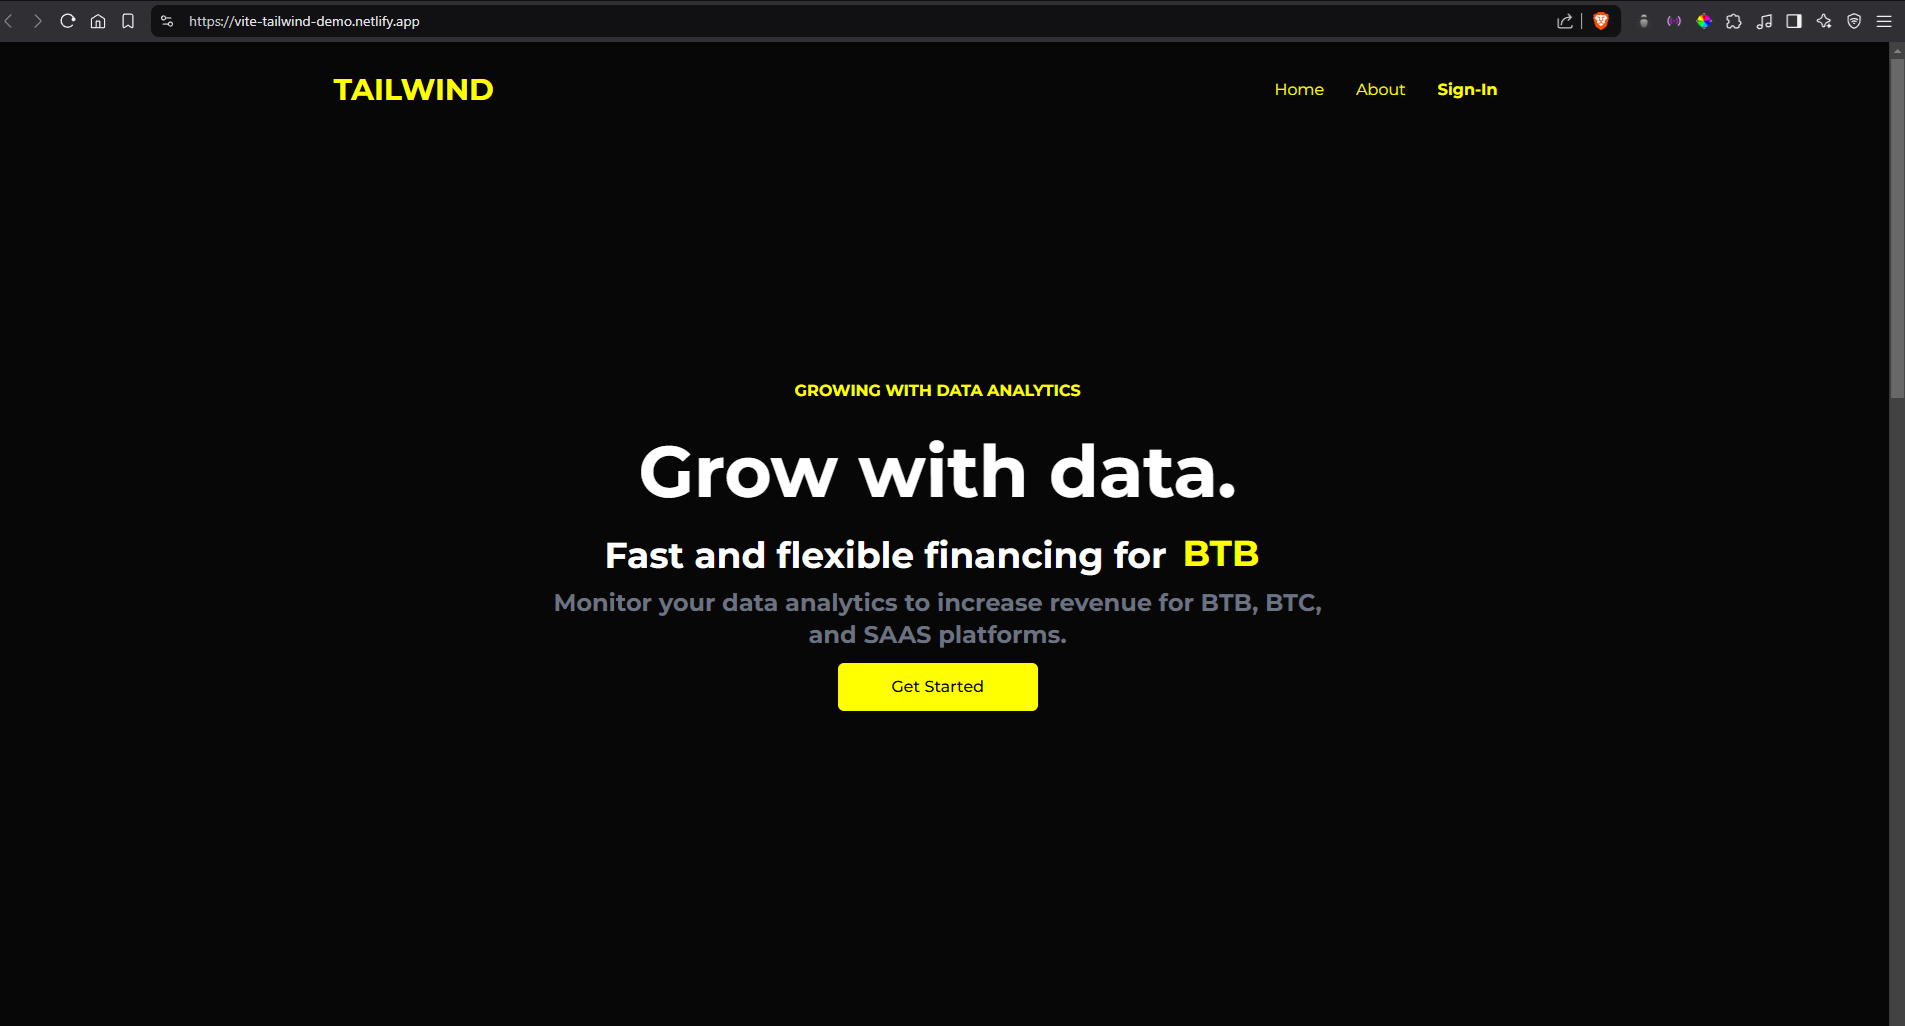 https://vite-tailwind-demo.netlify.app
TAILWIND
Home About Sign-In
GROWING WITH DATA ANALYTICS
Grow with data.
Fast and flexible financing for BTB
Monitor your data analytics to increase revenue for BTB, BTC,
and SAAS platforms.
Get Started